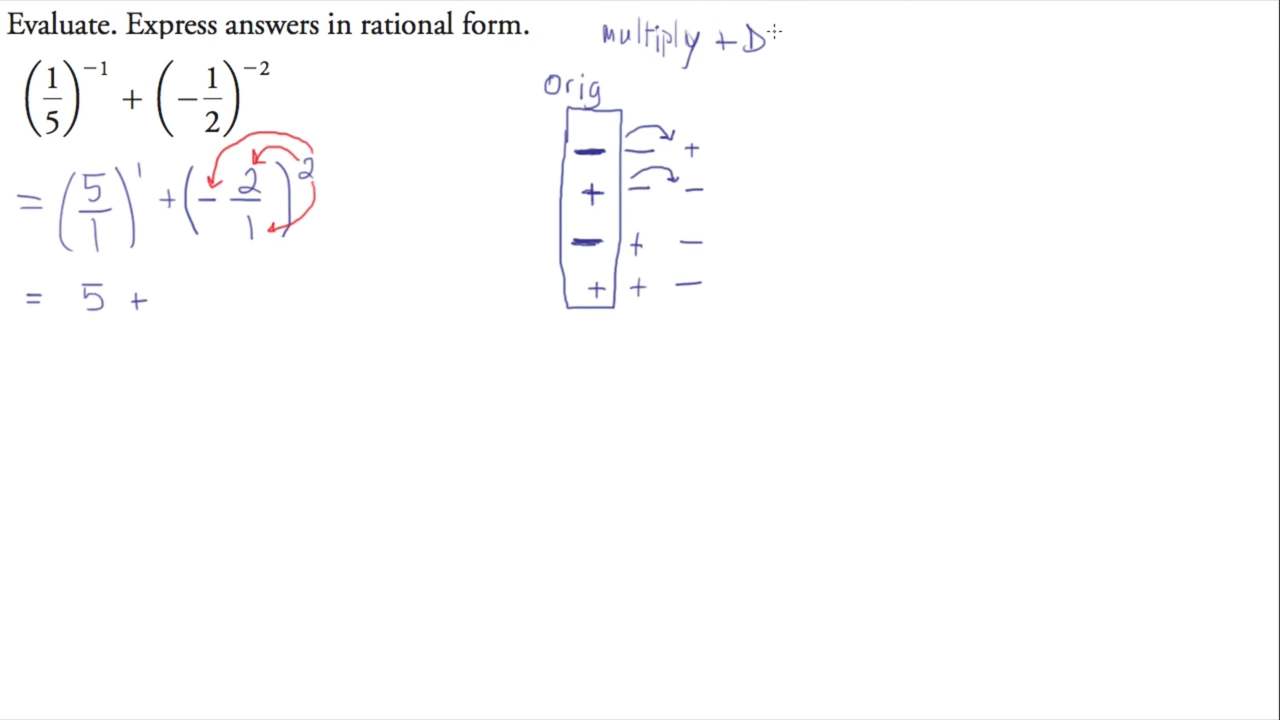 Evaluate. Express answers in rational form.
(1/5)^−1 + (−1/2)^−2
= (5/1)^1 + (−2/1)^2
= 5 +
multiply + D
Orig
− − +
+ − −
− + −
+ + −